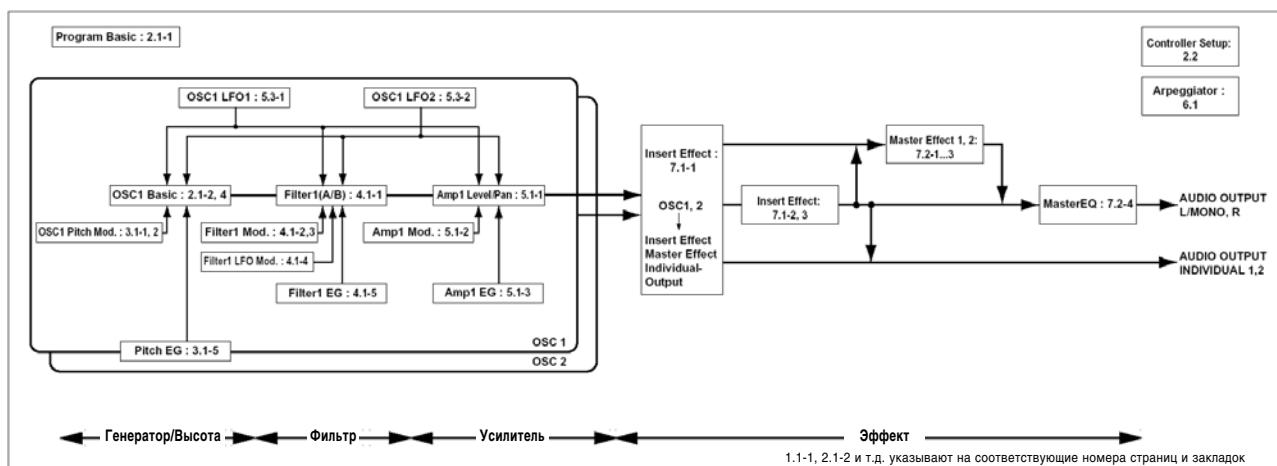 Program Basic : 2.1-1
Controller Setup:
2.2
Arpeggiator :
6.1
OSC1 LFO1 : 5.3-1
OSC1 LFO2 : 5.3-2
OSC1 Basic : 2.1-2, 4
Filter1(A/B) : 4.1-1
Amp1 Level/Pan : 5.1-1
OSC1 Pitch Mod. : 3.1-1, 2
Filter1 Mod. : 4.1-2,3
Amp1 Mod. : 5.1-2
Filter1 LFO Mod. : 4.1-4
Filter1 EG : 4.1-5
Amp1 EG : 5.1-3
Pitch EG : 3.1-5
OSC 1
OSC 2
Insert Effect :
7.1-1
OSC1, 2
Insert Effect
Master Effect
Individual-
Output
Insert Effect:
7.1-2, 3
Master Effect 1, 2:
7.2-1...3
MasterEQ : 7.2-4
AUDIO OUTPUT
L/MONO, R
AUDIO OUTPUT
INDIVIDUAL 1,2
Генератор/Высота
Фильтр
Усилитель
Эффект
1.1-1, 2.1-2 и т.д. указывают на соответствующие номера страниц и закладок